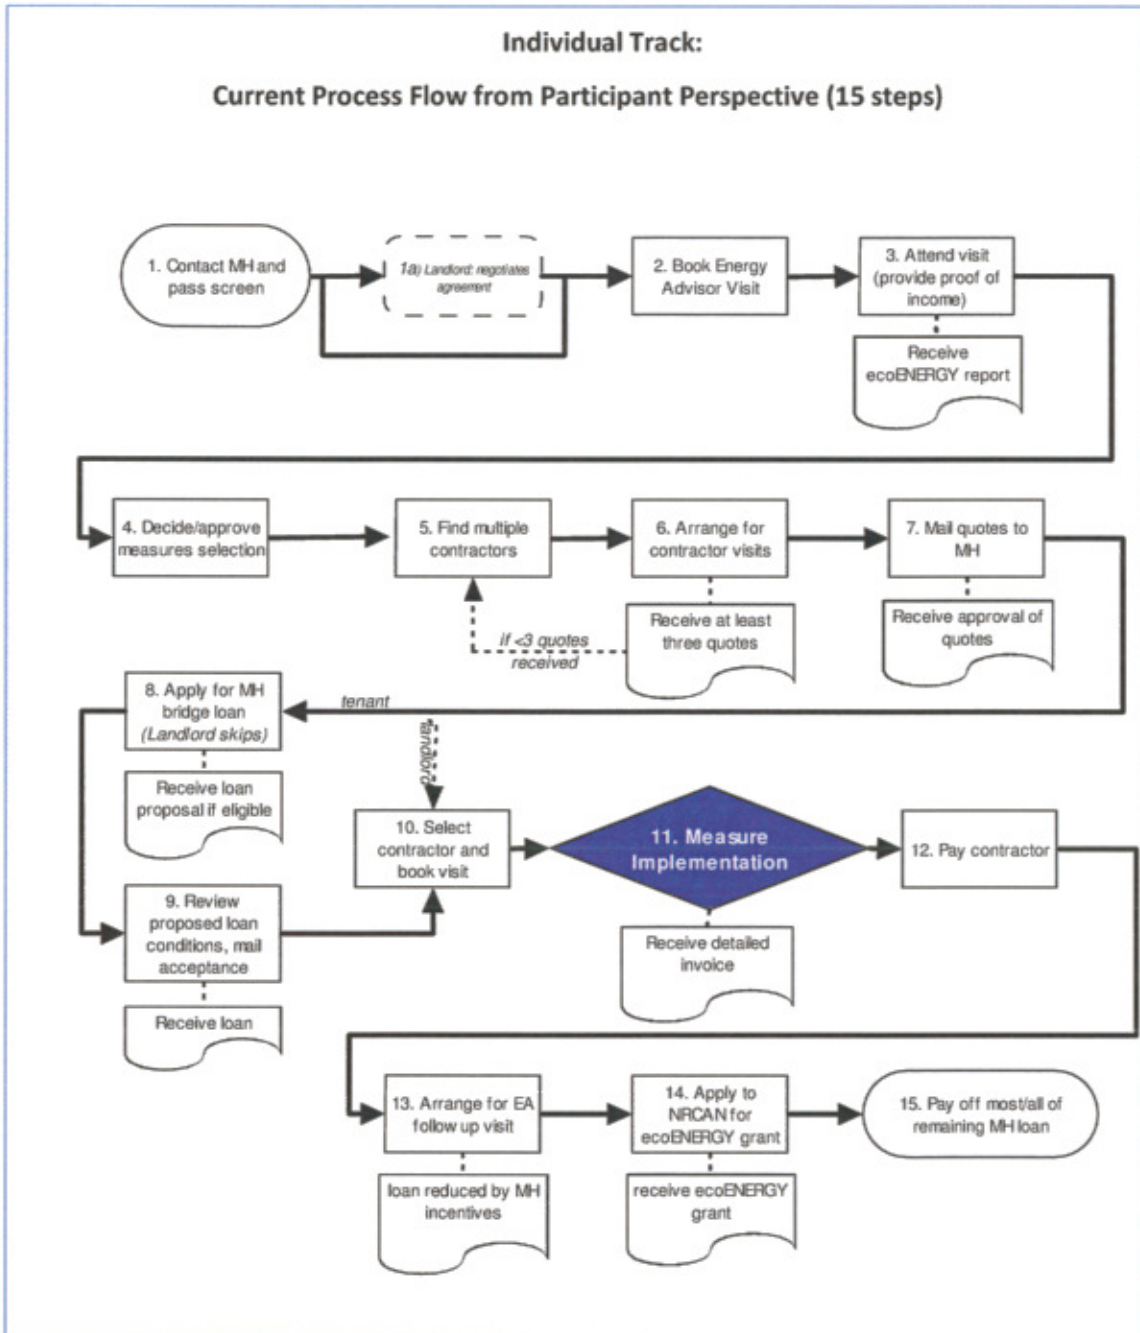 Individual Track:
Current Process Flow from Participant Perspective (15 steps)
1. Contact MH and
pass screen
1a) Landlord: negotiates
agreement
2. Book Energy
Advisor Visit
3. Attend visit
(provide proof of
income)
Receive
ecoENERGY report
4. Decide/approve
measures selection
5. Find multiple
contractors
6. Arrange for
contractor visits
7. Mail quotes to
MH
if <3 quotes
received
Receive at least
three quotes
Receive approval of
quotes
8. Apply for MH
bridge loan
(Landlord skips)
tenant
landlord
Receive loan
proposal if eligible
9. Review
proposed loan
conditions, mail
acceptance
Receive loan
10. Select
contractor and
book visit
11. Measure
Implementation
12. Pay contractor
Receive detailed
invoice
13. Arrange for EA
follow up visit
14. Apply to
NRCAN for
ecoENERGY grant
15. Pay off most/all of
remaining MH loan
loan reduced by MH
incentives
receive ecoENERGY
grant